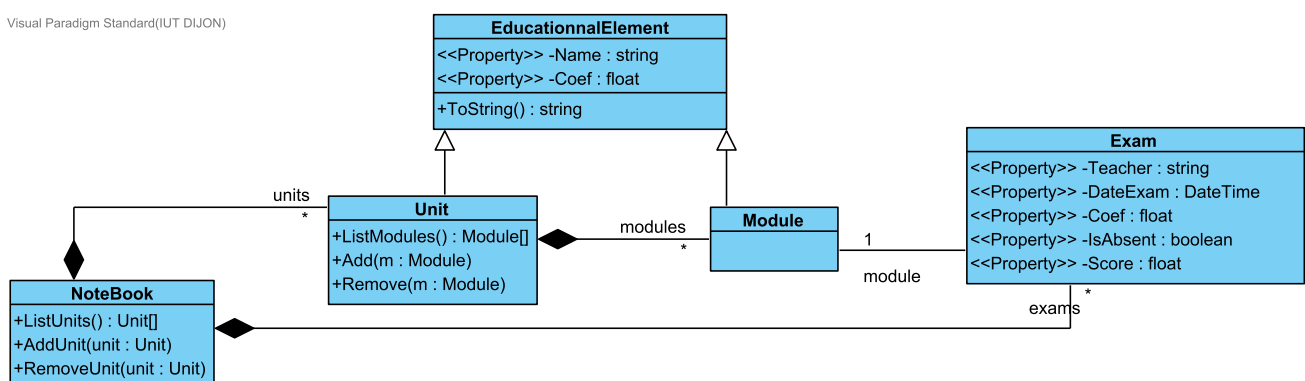 Visual Paradigm Standard(IUT DIJON)
EducationnalElement
<<Property>> -Name : string
<<Property>> -Coef : float
+ToString() : string
Exam
<<Property>> -Teacher : string
<<Property>> -DateExam : DateTime
<<Property>> -Coef : float
<<Property>> -IsAbsent : boolean
<<Property>> -Score : float
units
*
Unit
+ListModules() : Module[]
+Add(m : Module)
+Remove(m : Module)
modules
*
Module
1
module
NoteBook
+ListUnits() : Unit[]
+AddUnit(unit : Unit)
+RemoveUnit(unit : Unit)
*
exams